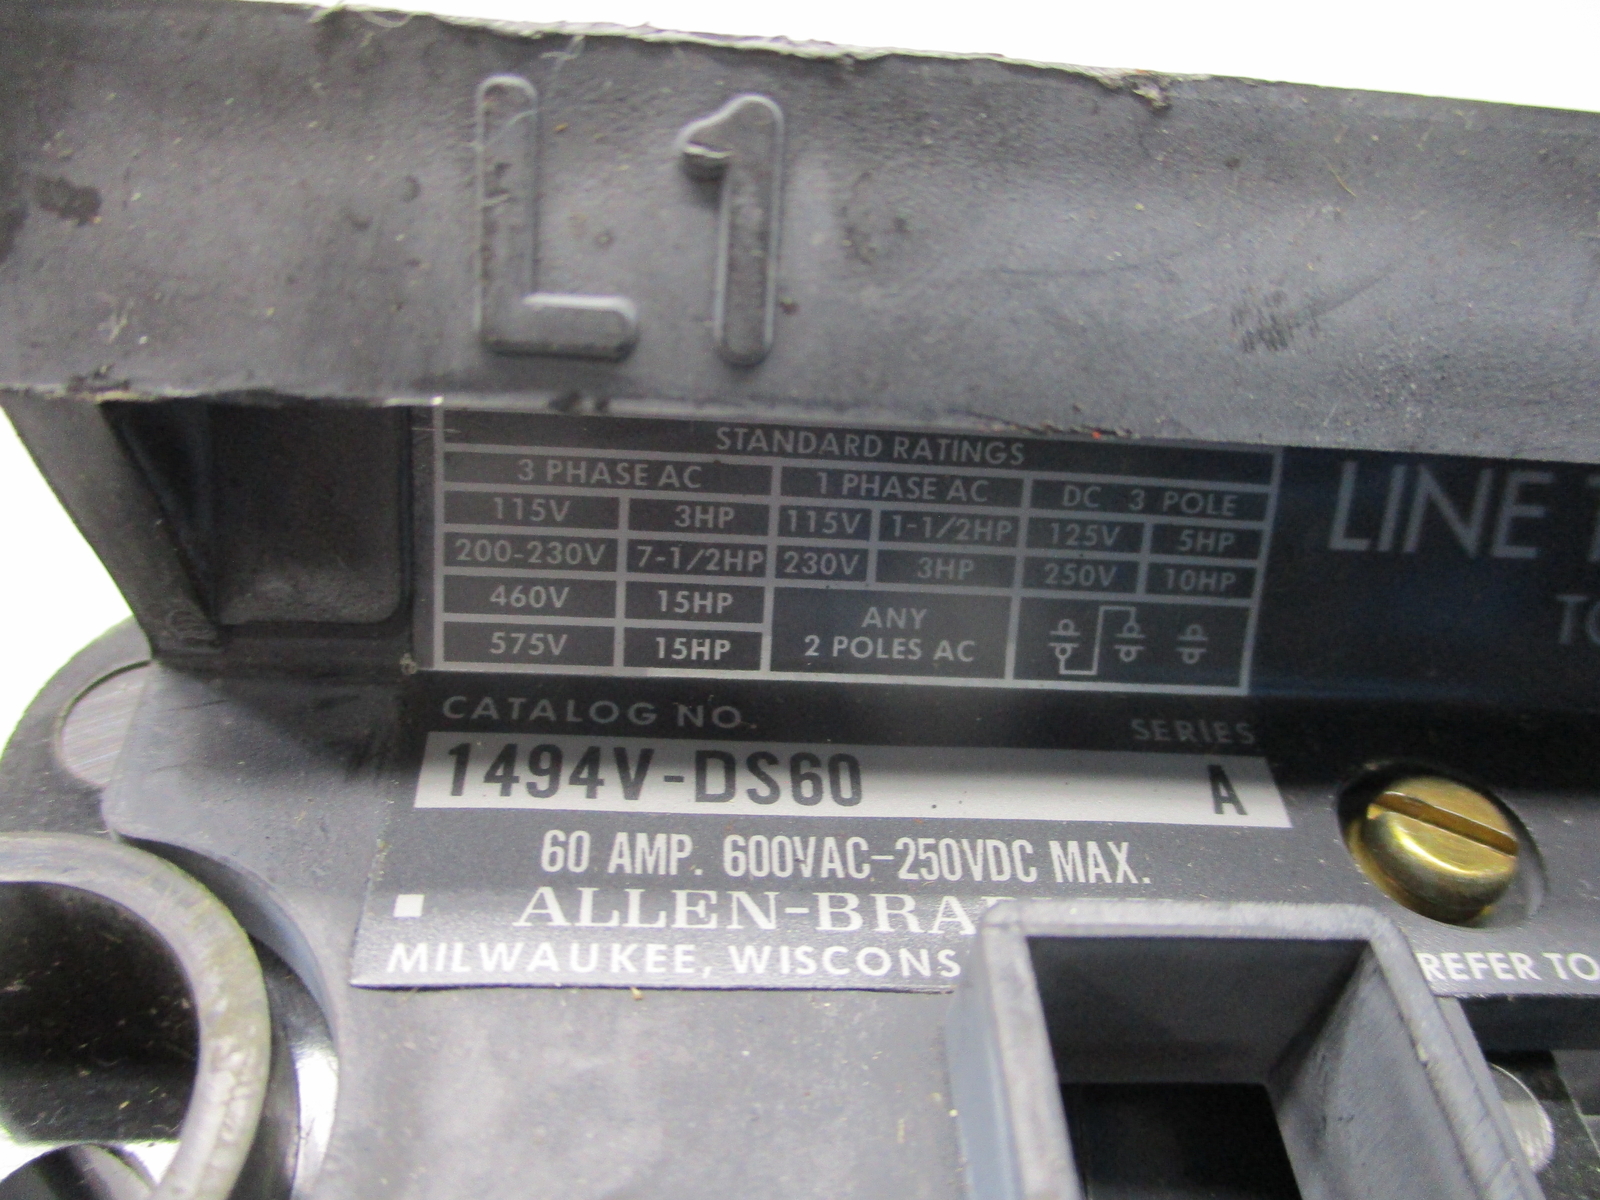 L1
STANDARD RATINGS
3 PHASE AC 1 PHASE AC DC 3 POLE
115V 3HP 115V 1-1/2HP 125V 5HP
200-230V 7-1/2HP 230V 3HP 250V 10HP
460V 15HP ANY
575V 15HP 2 POLES AC
LINE
CATALOG NO. SERIES
1494V-DS60 A
60 AMP. 600VAC-250VDC MAX.
ALLEN-BRA
MILWAUKEE, WISCONS
REFER TO